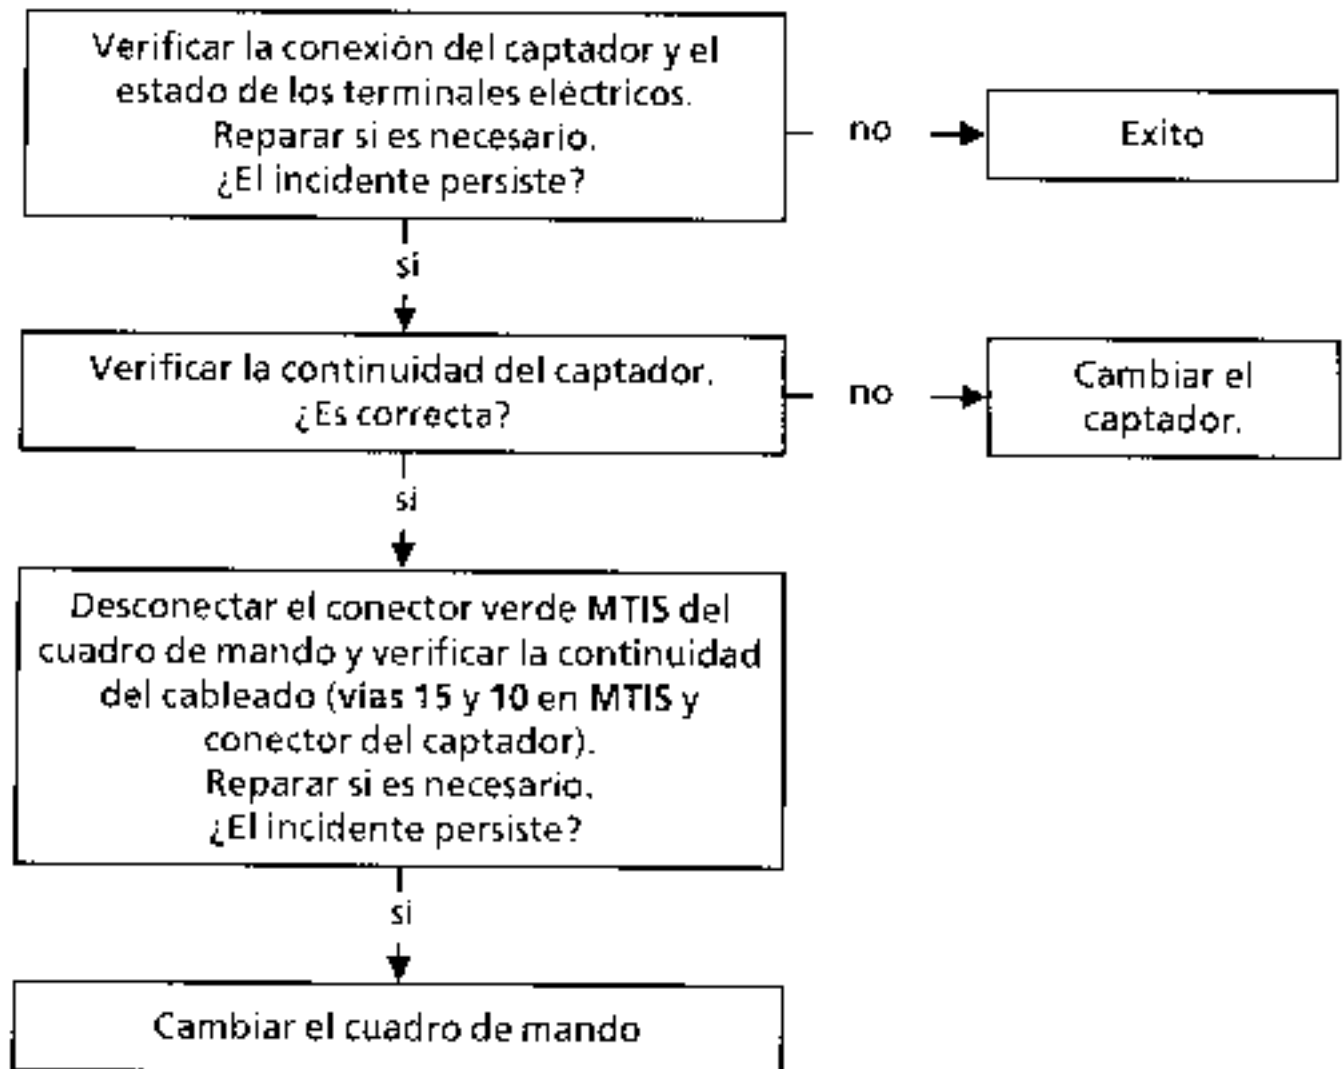 Verificar la conexión del captador y el
estado de los terminales eléctricos.
Reparar si es necesario.
¿El incidente persiste?
no
Exito
si
Verificar la continuidad del captador.
¿Es correcta?
no
Cambiar el
captador.
si
Desconectar el conector verde MTIS del
cuadro de mando y verificar la continuidad
del cableado (vías 15 y 10 en MTIS y
conector del captador).
Reparar si es necesario.
¿El incidente persiste?
si
Cambiar el cuadro de mando